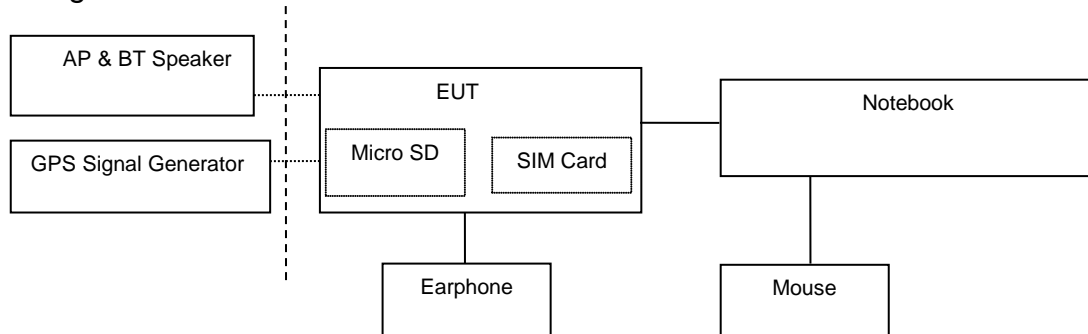 AP & BT Speaker
EUT
Notebook
Micro SD
SIM Card
GPS Signal Generator
Earphone
Mouse